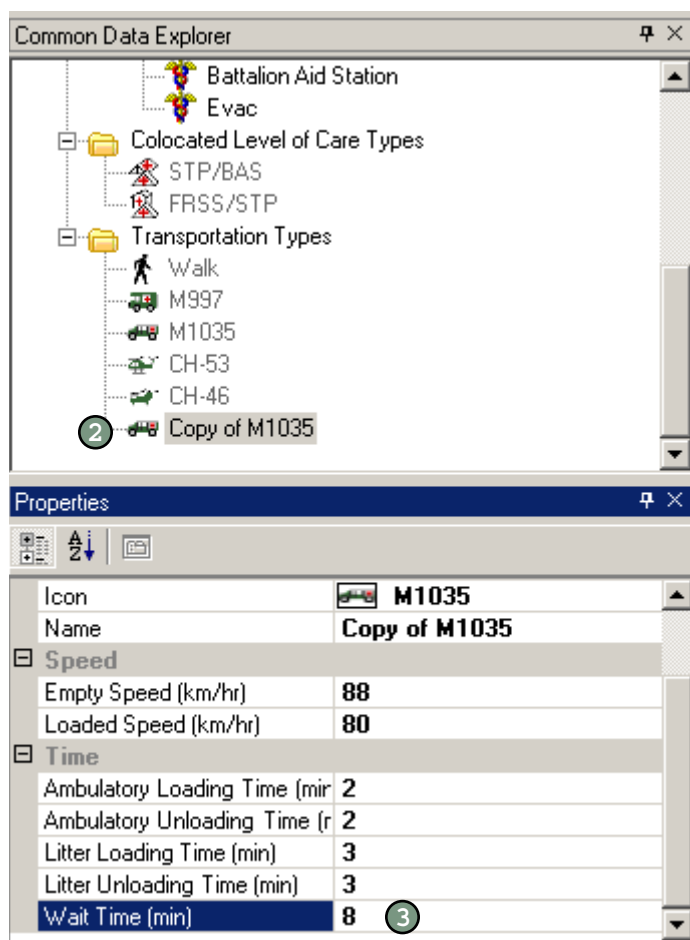 Common Data Explorer
Battalion Aid Station
Evac
Colocated Level of Care Types
STP/BAS
FRSS/STP
Transportation Types
Walk
M997
M1035
CH-53
CH-46
2 Copy of M1035
Properties
Icon M1035
Name Copy of M1035
Speed
Empty Speed (km/hr) 88
Loaded Speed (km/hr) 80
Time
Ambulatory Loading Time (min 2
Ambulatory Unloading Time (r 2
Litter Loading Time (min) 3
Litter Unloading Time (min) 3
Wait Time (min) 8 3